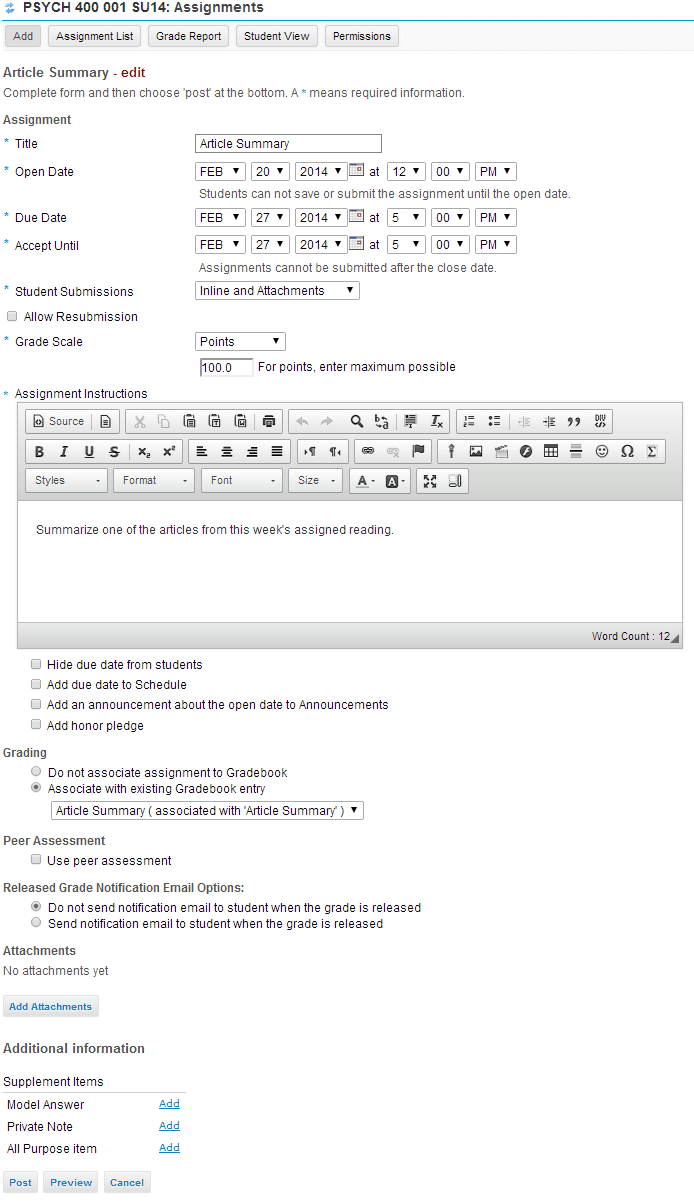 PSYCH 400 001 SU14: Assignments
Add Assignment List Grade Report Student View Permissions
Article Summary - edit
Complete form and then choose 'post' at the bottom. A * means required information.
Assignment
* Title Article Summary
* Open Date FEB 20 2014 at 12 00 PM
Students can not save or submit the assignment until the open date.
* Due Date FEB 27 2014 at 5 00 PM
* Accept Until FEB 27 2014 at 5 00 PM
Assignments cannot be submitted after the close date.
* Student Submissions Inline and Attachments
Allow Resubmission
* Grade Scale Points
100.0 For points, enter maximum possible
* Assignment Instructions
Source
B I U S x₂ x²
Styles Format Font Size A A
Summarize one of the articles from this week's assigned reading.
Word Count : 12
Hide due date from students
Add due date to Schedule
Add an announcement about the open date to Announcements
Add honor pledge
Grading
Do not associate assignment to Gradebook
Associate with existing Gradebook entry
Article Summary ( associated with 'Article Summary' )
Peer Assessment
Use peer assessment
Released Grade Notification Email Options:
Do not send notification email to student when the grade is released
Send notification email to student when the grade is released
Attachments
No attachments yet
Add Attachments
Additional information
Supplement Items
Model Answer Add
Private Note Add
All Purpose item Add
Post Preview Cancel